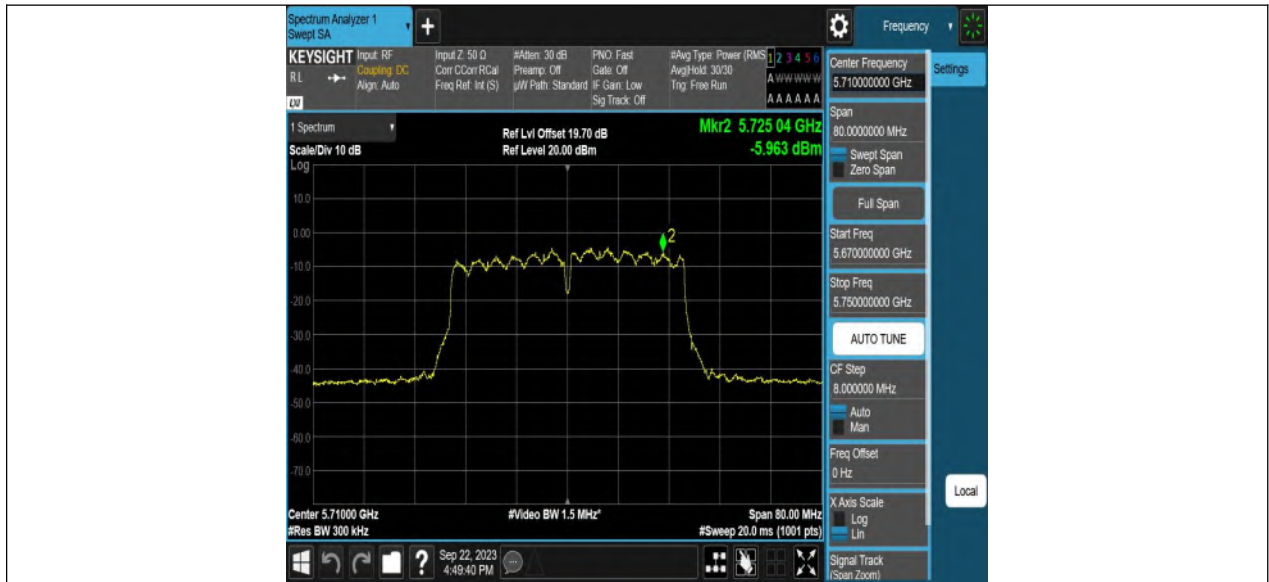 Spectrum Analyzer 1
Swept SA
+
Frequency
KEYSIGHT
RL
LXI
Input: RF
Coupling: DC
Align: Auto
Input Z: 50 Ω
Corr CCorr RCal
Freq Ref: Int (S)
#Atten: 30 dB
Preamp: Off
µW Path: Standard
PNO: Fast
Gate: Off
IF Gain: Low
Sig Track: Off
#Avg Type: Power (RMS
Avg|Hold: 30/30
Trig: Free Run
1 2 3 4 5 6
A W W W W W
A A A A A A
1 Spectrum
Scale/Div 10 dB
Log
Ref Lvl Offset 19.70 dB
Ref Level 20.00 dBm
Mkr2 5.725 04 GHz
-5.963 dBm
10.0
0.00
-10.0
-20.0
-30.0
-40.0
-50.0
-60.0
-70.0
2
Center 5.71000 GHz
#Res BW 300 kHz
#Video BW 1.5 MHz*
Span 80.00 MHz
#Sweep 20.0 ms (1001 pts)
?
Sep 22, 2023
4:49:40 PM
Center Frequency
5.710000000 GHz
Span
80.0000000 MHz
Swept Span
Zero Span
Full Span
Start Freq
5.670000000 GHz
Stop Freq
5.750000000 GHz
AUTO TUNE
CF Step
8.000000 MHz
Auto
Man
Freq Offset
0 Hz
X Axis Scale
Log
Lin
Signal Track
(Span Zoom)
Settings
Local